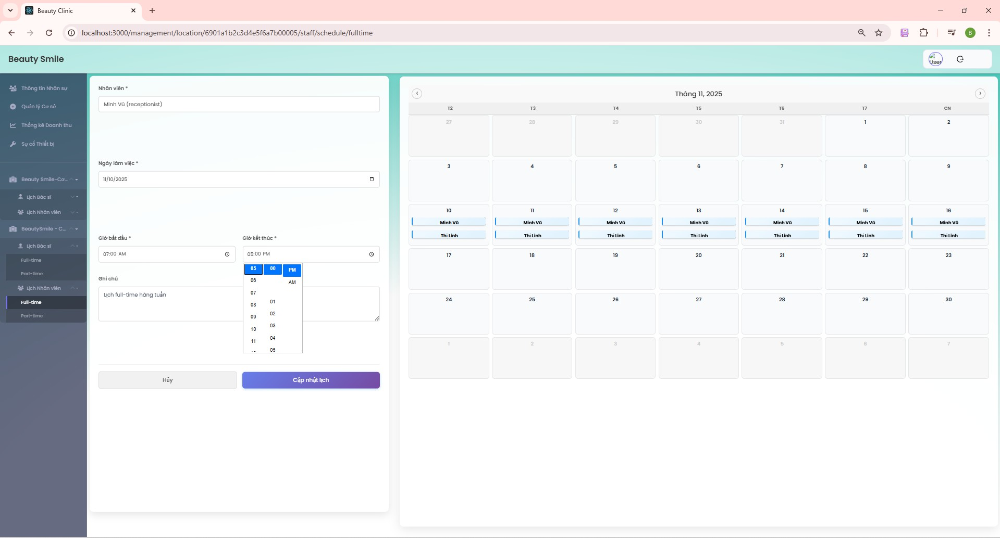 Beauty Clinic
localhost:3000/management/location/6901a1b2c3d4e5f6a7b00005/staff/schedule/fulltime
B
Beauty Smile
User
Thông tin Nhân sự
Quản lý Cơ sở
Thống kê Doanh thu
Sự cố Thiết bị
Beauty Smile-Cơ...
Lịch Bác sĩ
Lịch Nhân viên
BeautySmile - C...
Lịch Bác sĩ
Full-time
Part-time
Lịch Nhân viên
Full-time
Part-time
Nhân viên *
Minh Vũ (receptionist)
Ngày làm việc *
11/10/2025
Giờ bắt đầu *
07:00 AM
Giờ kết thúc *
05:00 PM
05 00 PM
06 AM
07
08 01
09 02
10 03
11 04
05
Ghi chú
Lịch full-time hàng tuần
Hủy
Cập nhật lịch
Tháng 11, 2025
T2 T3 T4 T5 T6 T7 CN
27 28 29 30 31 1 2
3 4 5 6 7 8 9
10 11 12 13 14 15 16
Minh Vũ Minh Vũ Minh Vũ Minh Vũ Minh Vũ Minh Vũ Minh Vũ
Thị Linh Thị Linh Thị Linh Thị Linh Thị Linh Thị Linh Thị Linh
17 18 19 20 21 22 23
24 25 26 27 28 29 30
1 2 3 4 5 6 7